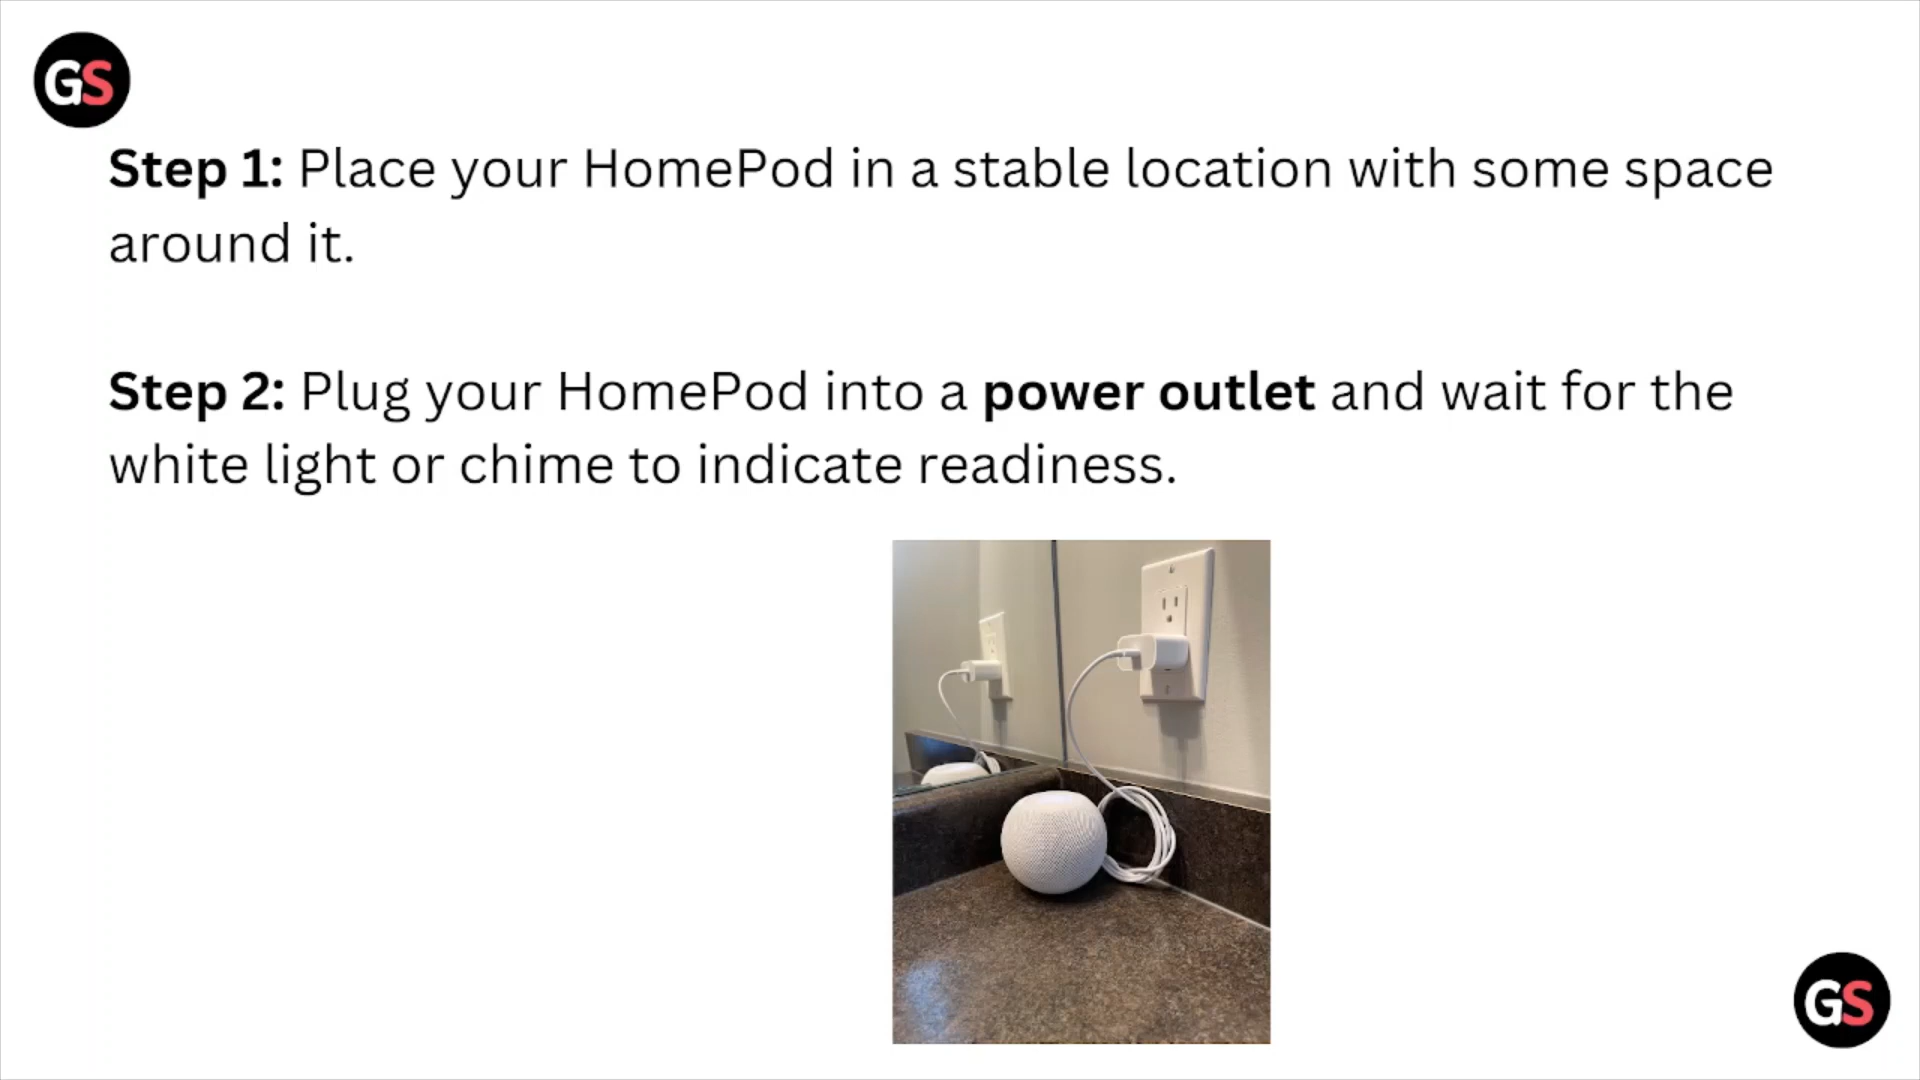 GS
Step 1: Place your HomePod in a stable location with some space
around it.
Step 2: Plug your HomePod into a power outlet and wait for the
white light or chime to indicate readiness.
GS